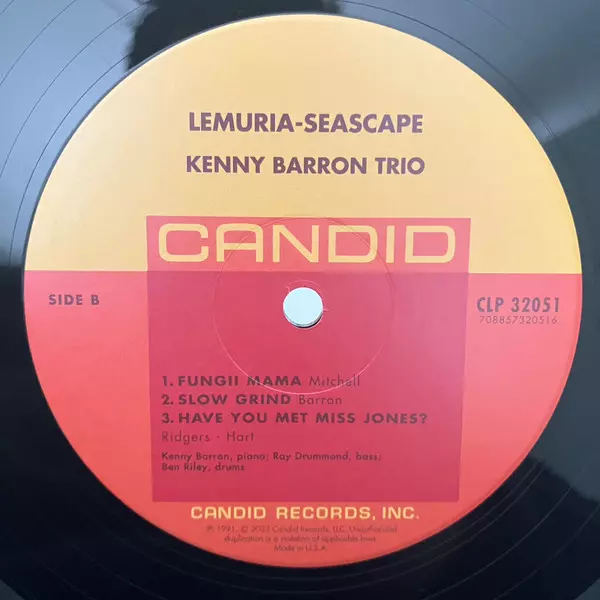 LEMURIA-SEASCAPE
KENNY BARRON TRIO
CANDID
SIDE B
CLP 32051
708857320516
1. FUNGII MAMA Mitchell
2. SLOW GRIND Barron
3. HAVE YOU MET MISS JONES?
Ridgers · Hart
Kenny Barron, piano; Ray Drummond, bass;
Ben Riley, drums
CANDID RECORDS, INC.
℗ 1991, © 2023 Candid Records, LLC. Unauthorized
duplication is a violation of applicable laws.
Made in U.S.A.